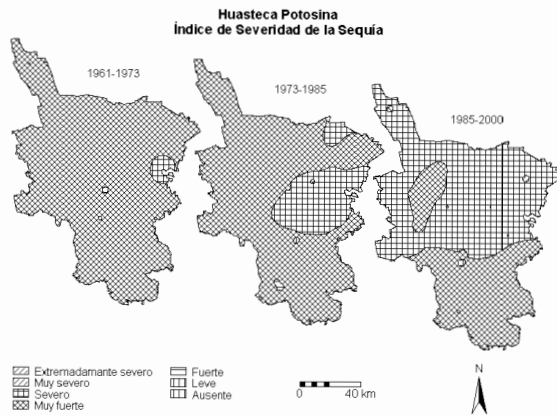 Huasteca Potosina
Índice de Severidad de la Sequía
1961-1973
1973-1985
1985-2000
Extremadamante severo
Muy severo
Severo
Muy fuerte
Fuerte
Leve
Ausente
0 40 km
N